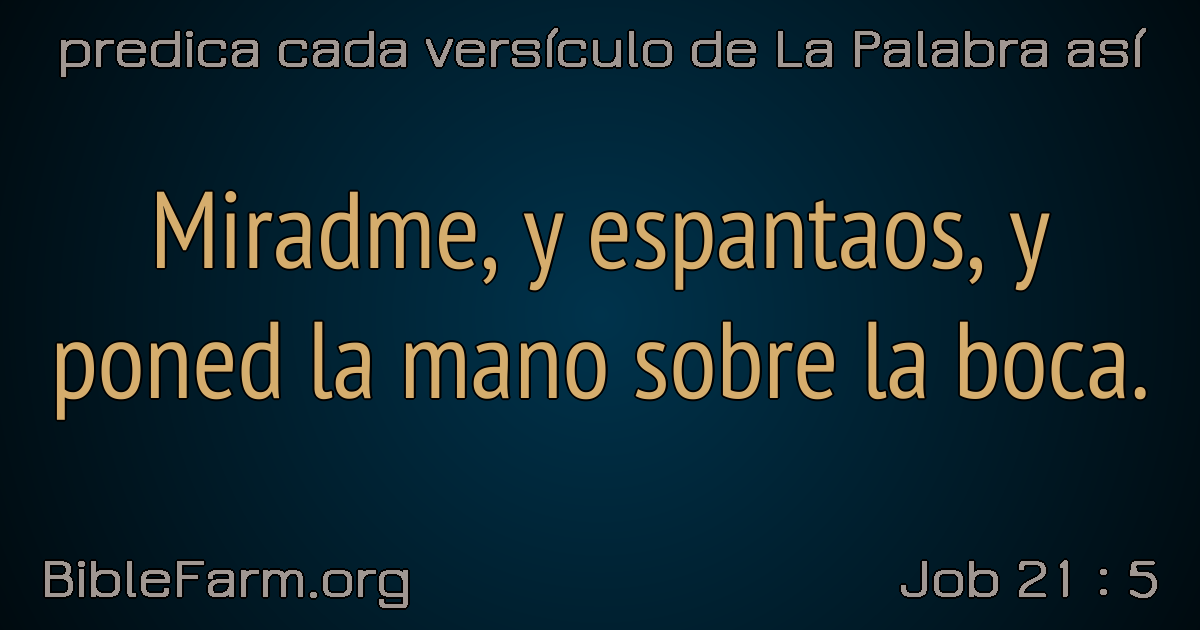 predica cada versículo de La Palabra así
Miradme, y espantaos, y
poned la mano sobre la boca.
BibleFarm.org
Job 21 : 5